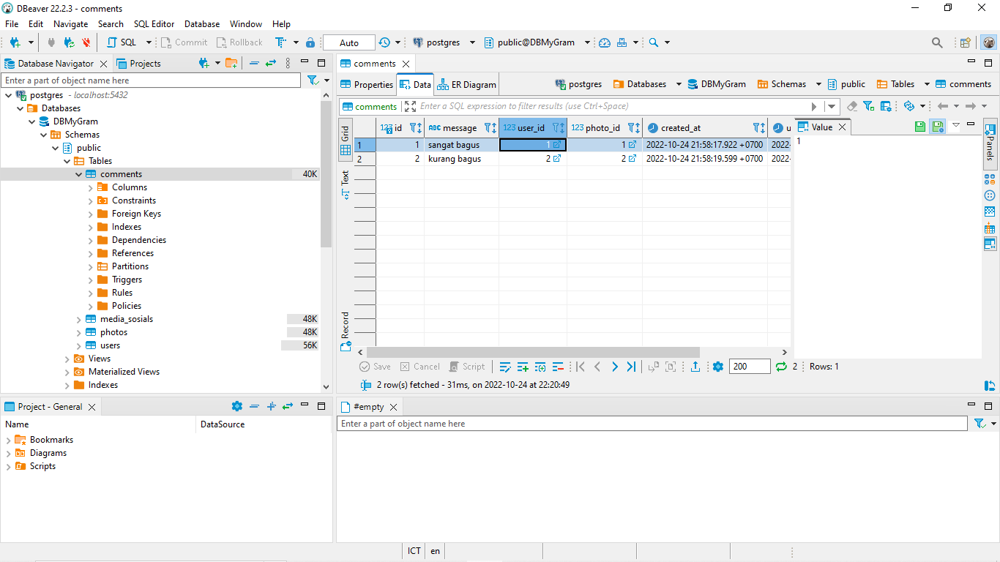 DBeaver 22.2.3 - comments
File Edit Navigate Search SQL Editor Database Window Help
SQL Commit Rollback Auto postgres public@DBMyGram
Database Navigator Projects
Enter a part of object name here
postgres - localhost:5432
Databases
DBMyGram
Schemas
public
Tables
comments 40K
Columns
Constraints
Foreign Keys
Indexes
Dependencies
References
Partitions
Triggers
Rules
Policies
media_sosials 48K
photos 48K
users 56K
Views
Materialized Views
Indexes
comments
Properties Data ER Diagram postgres Databases DBMyGram Schemas public Tables comments
comments Enter a SQL expression to filter results (use Ctrl+Space)
Grid
Text
Record
123 id ABC message 123 user_id 123 photo_id created_at u
1 1 sangat bagus 1 1 2022-10-24 21:58:17.922 +0700 2022-
2 2 kurang bagus 2 2 2022-10-24 21:58:19.599 +0700 2022-
Value
1
Panels
Save Cancel Script 200 2 Rows: 1
2 row(s) fetched - 31ms, on 2022-10-24 at 22:20:49
Project - General
Name DataSource
Bookmarks
Diagrams
Scripts
#empty
Enter a part of object name here
ICT en